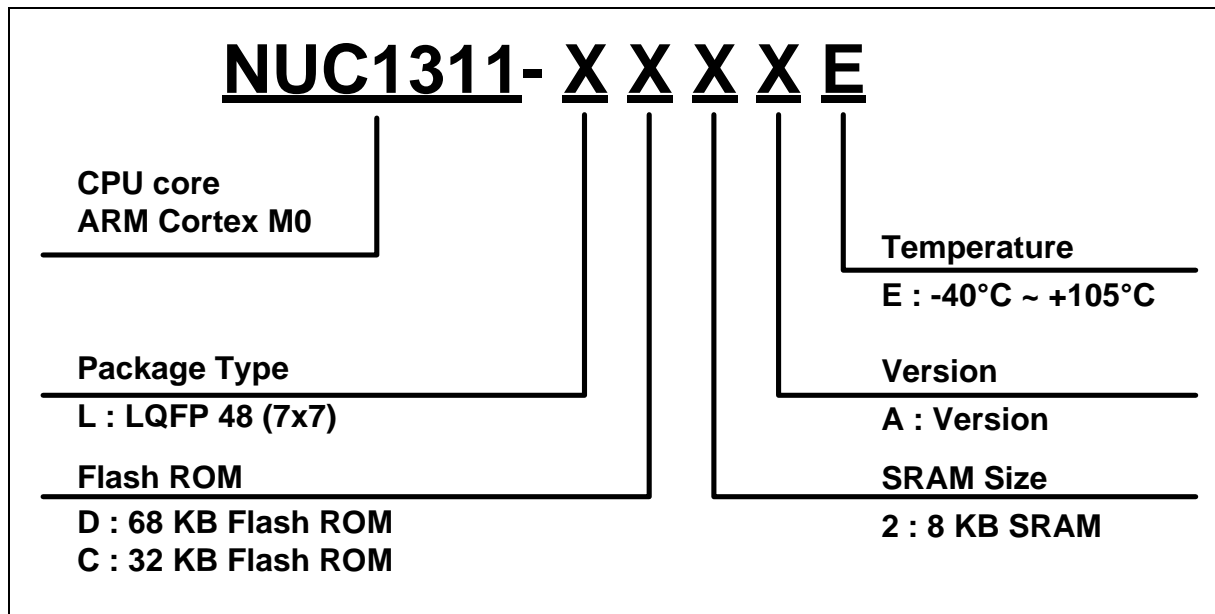 NUC1311- X X X X E
CPU core
ARM Cortex M0
Temperature
E : -40°C ~ +105°C
Package Type
L : LQFP 48 (7x7)
Version
A : Version
Flash ROM
D : 68 KB Flash ROM
C : 32 KB Flash ROM
SRAM Size
2 : 8 KB SRAM